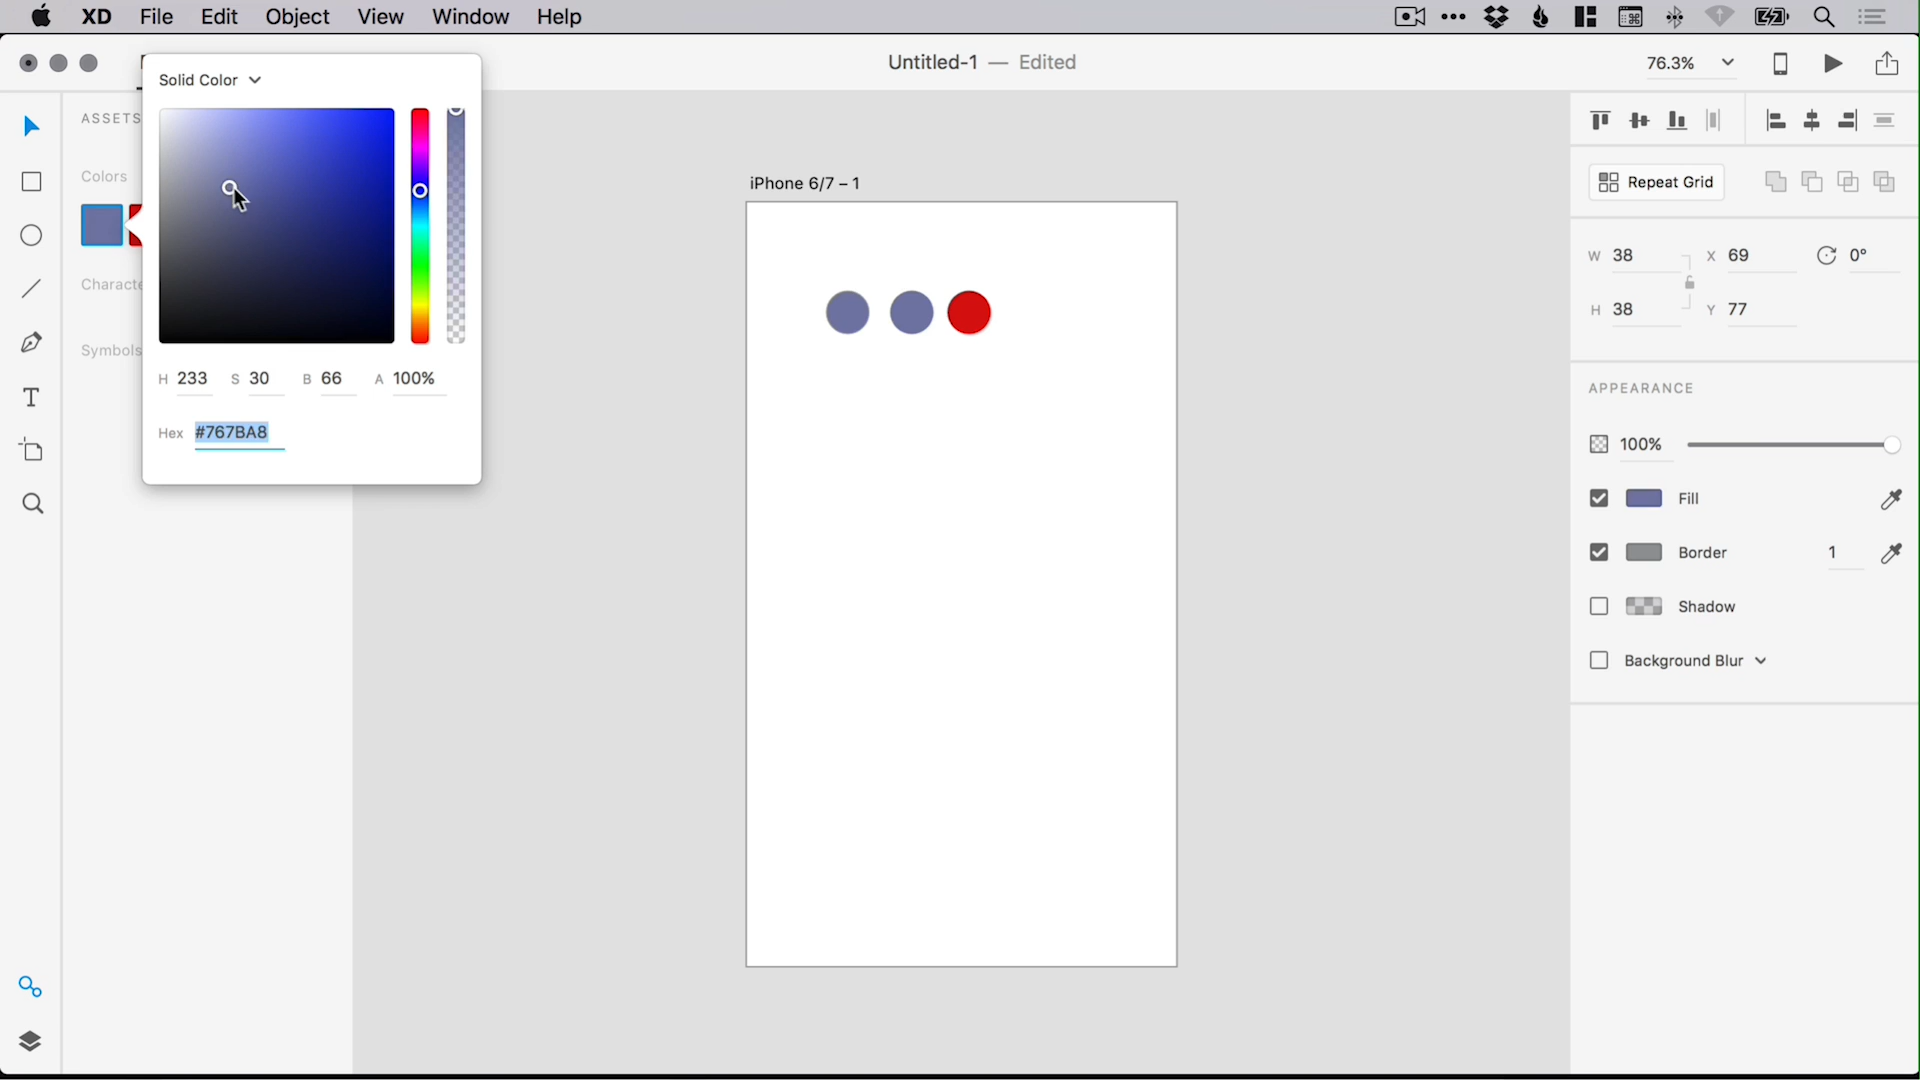 XD File Edit Object View Window Help
Untitled-1 — Edited
76.3%
Solid Color
H 233 S 30 B 66 A 100%
Hex #767BA8
ASSETS
Colors
Symbols
iPhone 6/7 – 1
Repeat Grid
W 38 X 69 0°
H 38 Y 77
APPEARANCE
100%
Fill
Border 1
Shadow
Background Blur